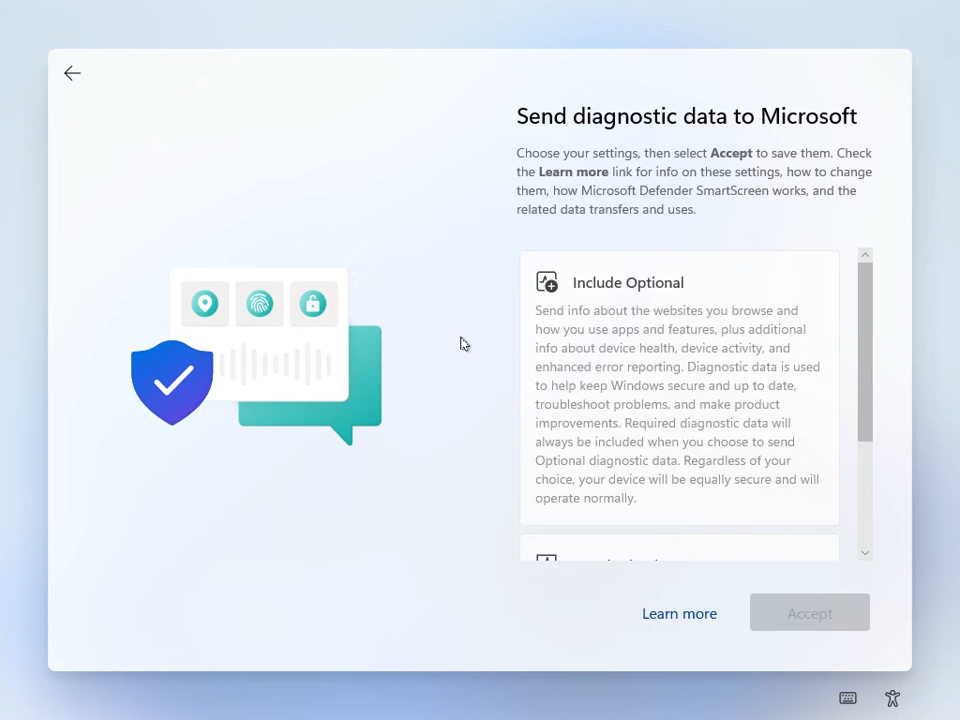 Send diagnostic data to Microsoft
Choose your settings, then select Accept to save them. Check
the Learn more link for info on these settings, how to change
them, how Microsoft Defender SmartScreen works, and the
related data transfers and uses.
Include Optional
Send info about the websites you browse and
how you use apps and features, plus additional
info about device health, device activity, and
enhanced error reporting. Diagnostic data is used
to help keep Windows secure and up to date,
troubleshoot problems, and make product
improvements. Required diagnostic data will
always be included when you choose to send
Optional diagnostic data. Regardless of your
choice, your device will be equally secure and will
operate normally.
Learn more
Accept